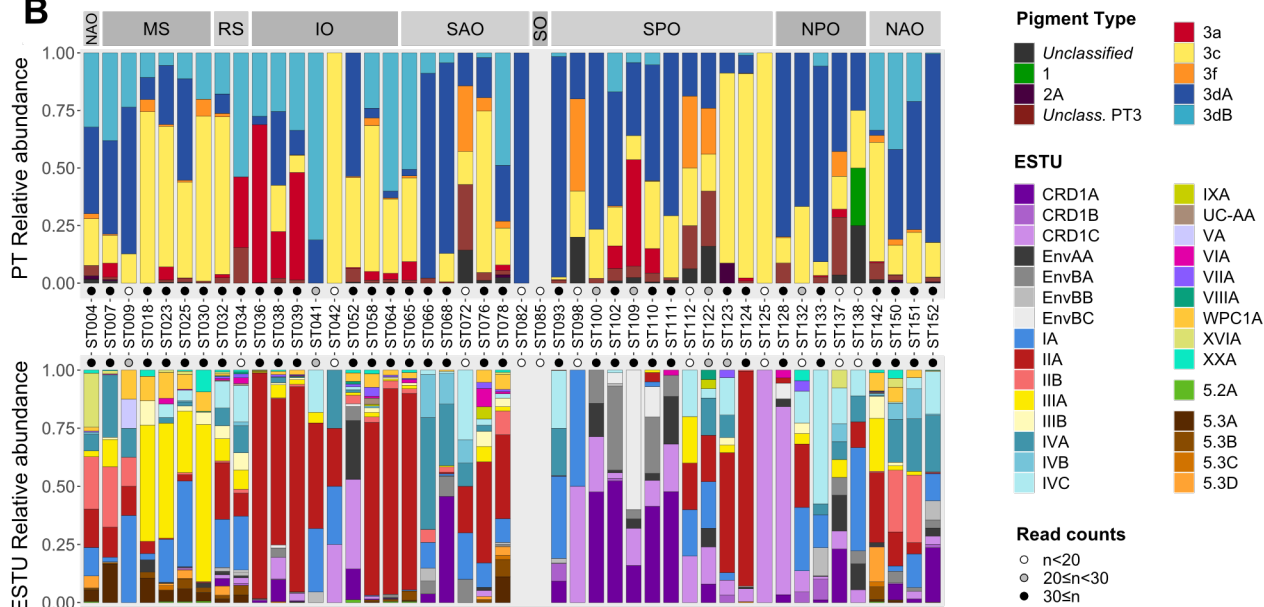 B
NAO MS RS IO SAO SO SPO NPO NAO
PT Relative abundance
1.00
0.75
0.50
0.25
0.00
ST004 ST007 ST009 ST018 ST023 ST025 ST030 ST032 ST034 ST036 ST038 ST039 ST041 ST042 ST052 ST058 ST064 ST065 ST066 ST068 ST072 ST076 ST078 ST082 ST085 ST093 ST098 ST100 ST102 ST109 ST110 ST111 ST112 ST122 ST123 ST124 ST125 ST128 ST132 ST133 ST137 ST138 ST142 ST150 ST151 ST152
ESTU Relative abundance
1.00
0.75
0.50
0.25
0.00
Pigment Type
Unclassified
1
2A
Unclass. PT3
3a
3c
3f
3dA
3dB
ESTU
CRD1A
CRD1B
CRD1C
EnvAA
EnvBA
EnvBB
EnvBC
IA
IIA
IIB
IIIA
IIIB
IVA
IVB
IVC
IXA
UC-AA
VA
VIA
VIIA
VIIIA
WPC1A
XVIA
XXA
5.2A
5.3A
5.3B
5.3C
5.3D
Read counts
n<20
20≤n<30
30≤n